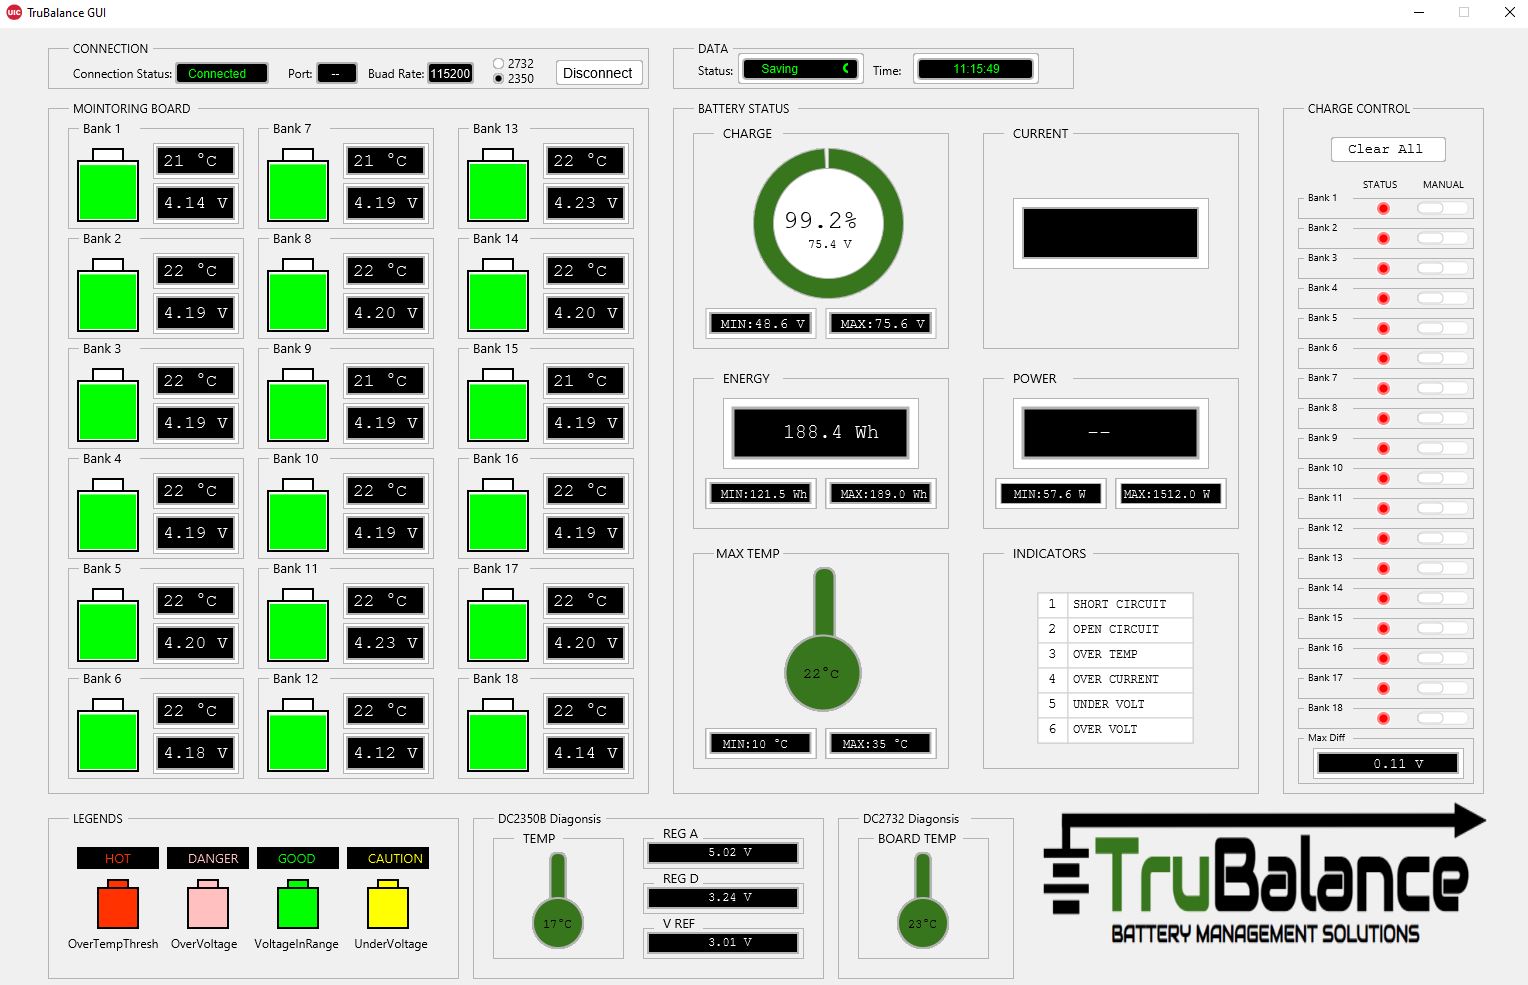 UIC TruBalance GUI
CONNECTION
Connection Status: Connected Port: -- Buad Rate: 115200 2732 2350 Disconnect
DATA
Status: Saving Time: 11:15:49
MOINTORING BOARD
Bank 1
21 °C
4.14 V
Bank 2
22 °C
4.19 V
Bank 3
22 °C
4.19 V
Bank 4
22 °C
4.19 V
Bank 5
22 °C
4.20 V
Bank 6
22 °C
4.18 V
Bank 7
21 °C
4.19 V
Bank 8
22 °C
4.20 V
Bank 9
21 °C
4.19 V
Bank 10
22 °C
4.19 V
Bank 11
22 °C
4.23 V
Bank 12
22 °C
4.12 V
Bank 13
22 °C
4.23 V
Bank 14
22 °C
4.20 V
Bank 15
21 °C
4.19 V
Bank 16
22 °C
4.19 V
Bank 17
22 °C
4.20 V
Bank 18
22 °C
4.14 V
BATTERY STATUS
CHARGE
99.2%
75.4 V
MIN:48.6 V MAX:75.6 V
CURRENT
ENERGY
188.4 Wh
MIN:121.5 Wh MAX:189.0 Wh
POWER
--
MIN:57.6 W MAX:1512.0 W
MAX TEMP
22°C
MIN:10 °C MAX:35 °C
INDICATORS
1 SHORT CIRCUIT
2 OPEN CIRCUIT
3 OVER TEMP
4 OVER CURRENT
5 UNDER VOLT
6 OVER VOLT
CHARGE CONTROL
Clear All
STATUS MANUAL
Bank 1
Bank 2
Bank 3
Bank 4
Bank 5
Bank 6
Bank 7
Bank 8
Bank 9
Bank 10
Bank 11
Bank 12
Bank 13
Bank 14
Bank 15
Bank 16
Bank 17
Bank 18
Max Diff
0.11 V
LEGENDS
HOT DANGER GOOD CAUTION
OverTempThresh OverVoltage VoltageInRange UnderVoltage
DC2350B Diagonsis
TEMP
17°C
REG A
5.02 V
REG D
3.24 V
V REF
3.01 V
DC2732 Diagonsis
BOARD TEMP
23°C
TruBalance
BATTERY MANAGEMENT SOLUTIONS